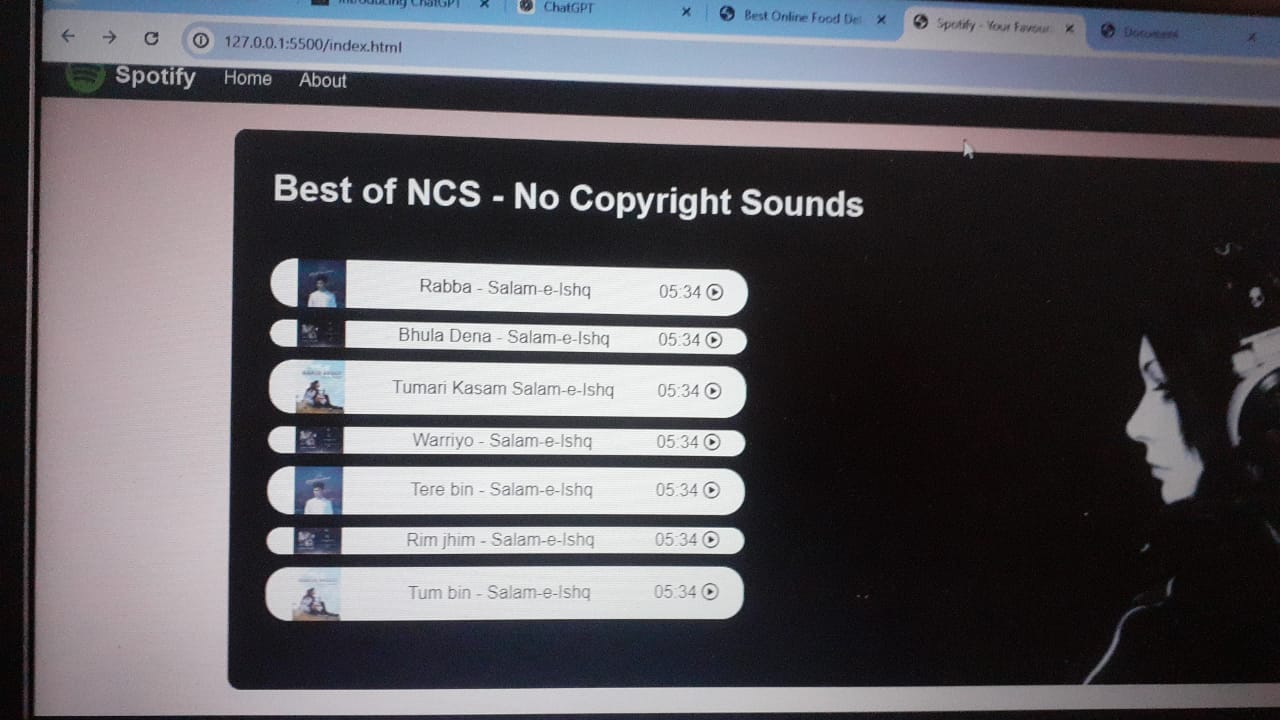 Introducing ChatGPT
ChatGPT
Best Online Food Del
Spotify - Your Favour
Document
127.0.0.1:5500/index.html
Spotify Home About
Best of NCS - No Copyright Sounds
Rabba - Salam-e-Ishq 05:34
Bhula Dena - Salam-e-Ishq 05:34
Tumari Kasam Salam-e-Ishq 05:34
Warriyo - Salam-e-Ishq 05:34
Tere bin - Salam-e-Ishq 05:34
Rim jhim - Salam-e-Ishq 05:34
Tum bin - Salam-e-Ishq 05:34